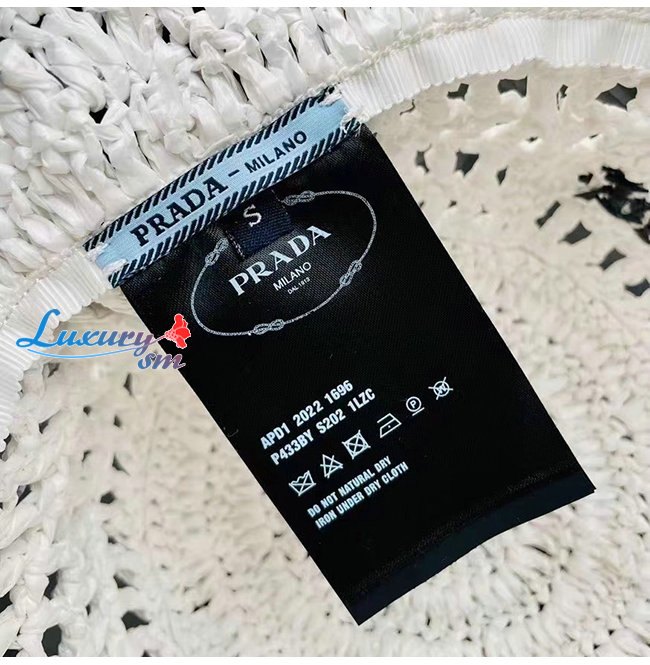 PRADA - MILANO
S
PRADA
MILANO
DAL 1913
Luxury
sm
APD1 2022 1696
P433BY S202 1LZC
P
DO NOT NATURAL DRY
IRON UNDER DRY CLOTH